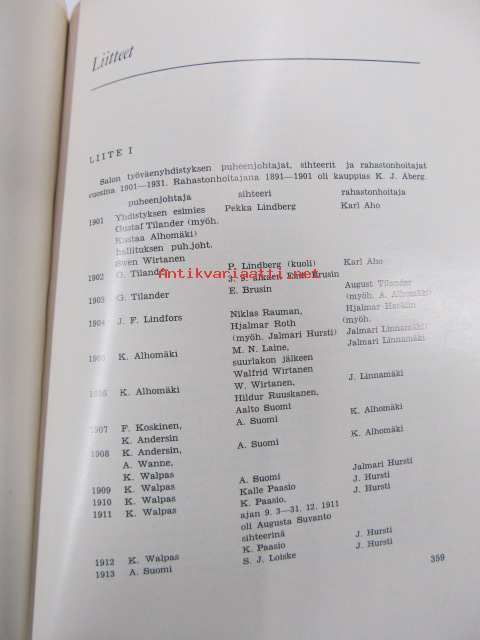 Liitteet
LIITE I
Salon työväenyhdistyksen puheenjohtajat, sihteerit ja rahastonhoitajat
vuosina 1901—1931. Rahastonhoitajana 1891—1901 oli kauppias K. J. Åberg.
puheenjohtaja sihteeri rahastonhoitaja
1901 Yhdistyksen esimies Pekka Lindberg Karl Aho
Gustaf Tilander (myöh.
Kustaa Alhomäki)
hallituksen puh.joht.
Sven Wirtanen
1902 G. Tilander P. Lindberg (kuoli) Karl Aho
J. S. alkaen Brusin
Antikvariaatti.net
1903 G. Tilander E. Brusin August Tilander
(myöh. A. Alhomäki)
1904 J. F. Lindfors Niklas Rauman, Hjalmar
Hjalmar Roth (myöh.
(myöh. Jalmari Hursti) Jalmari Linnamäki)
1905 K. Alhomäki M. N. Laine, Jalmari Linnamäki
suurlakon jälkeen
Walfrid Wirtanen
1906 K. Alhomäki W. Wirtanen, J. Linnamäki
Hildur Ruuskanen,
Aalto Suomi
1907 F. Koskinen, A. Suomi K. Alhomäki
K. Andersin
1908 K. Andersin, A. Suomi K. Alhomäki
A. Wanne,
K. Walpas
1909 K. Walpas A. Suomi Jalmari Hursti
1910 K. Walpas Kalle Paasio J. Hursti
1911 K. Walpas K. Paasio, J. Hursti
ajan 9. 3—31. 12. 1911
oli Augusta Suvanto
sihteerinä
1912 K. Walpas K. Paasio J. Hursti
1913 A. Suomi S. J. Loiske J. Hursti
359